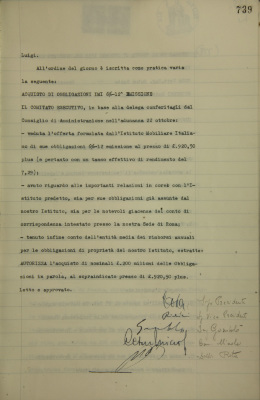 739
Luigi.
All'ordine del giorno è iscritta come pratica varia
la seguente:
ACQUISTO DI OBBLIGAZIONI IMI 6%-12° EMISSIONE
IL COMITATO ESECUTIVO, in base alla delega conferitagli dal
Consiglio di Amministrazione nell'adunanza 22 ottobre:
- veduta l'offerta formulata dall'Istituto Mobiliare Italia-
no di sue obbligazioni 6%-12 emissione al prezzo di £.920,50
plus (e pertanto con un tasso effettivo di rendimento del
- avuto riguardo alle importanti relazioni in corso con l'I-
stituto predetto, sia per sue obbligazioni già assunte dal
nostro Istituto, sia per le notevoli giacenze del conto di
corrispondenza intestato presso la nostra Sede di Roma;
- tenuto infine conto dell'entità media dei rimborsi annuali
per le obbligazioni di proprietà del nostro Istituto, estratte:
AUTORIZZA l'acquisto di nominali £.200 milioni delle obbliga-
zioni in parola, al sopraindicato prezzo di £.920,50 plus.
Letto e approvato.